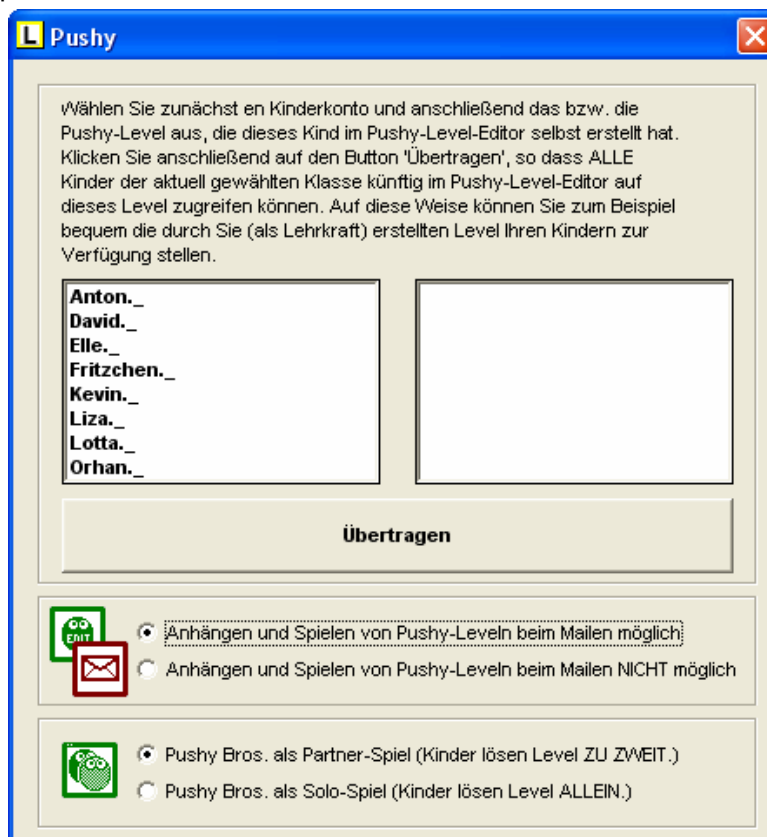 L Pushy
Wählen Sie zunächst en Kinderkonto und anschließend das bzw. die
Pushy-Level aus, die dieses Kind im Pushy-Level-Editor selbst erstellt hat.
Klicken Sie anschließend auf den Button 'Übertragen', so dass ALLE
Kinder der aktuell gewählten Klasse künftig im Pushy-Level-Editor auf
dieses Level zugreifen können. Auf diese Weise können Sie zum Beispiel
bequem die durch Sie (als Lehrkraft) erstellten Level Ihren Kindern zur
Verfügung stellen.
Anton._
David._
Elle._
Fritzchen._
Kevin._
Liza._
Lotta._
Orhan._
Übertragen
EDIT
Anhängen und Spielen von Pushy-Leveln beim Mailen möglich
Anhängen und Spielen von Pushy-Leveln beim Mailen NICHT möglich
Pushy Bros. als Partner-Spiel (Kinder lösen Level ZU ZWEIT.)
Pushy Bros. als Solo-Spiel (Kinder lösen Level ALLEIN.)